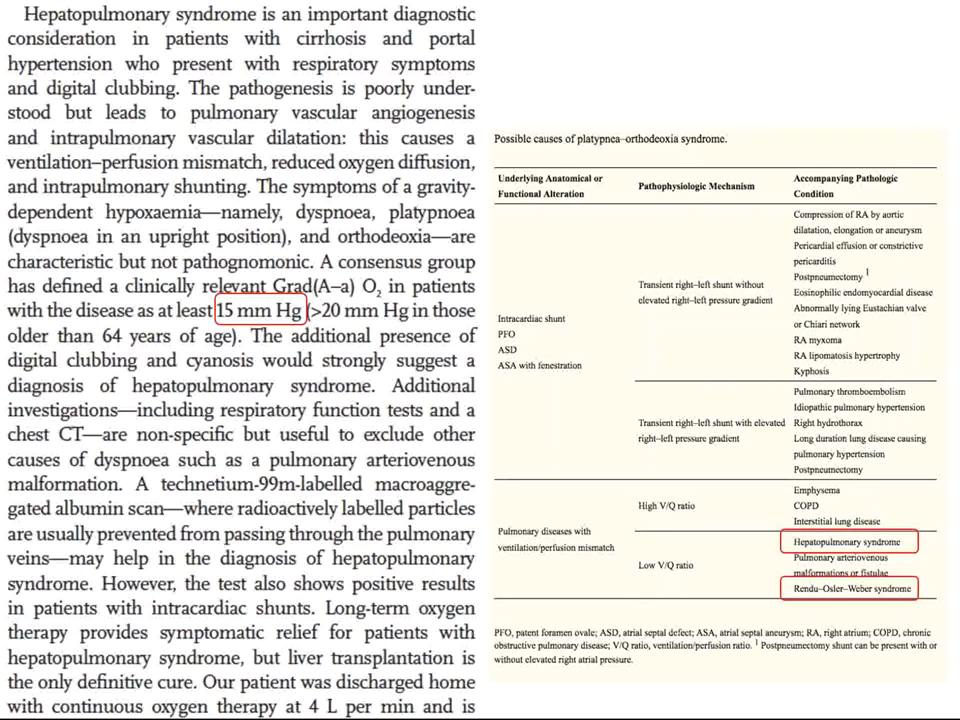 Hepatopulmonary syndrome is an important diagnostic
consideration in patients with cirrhosis and portal
hypertension who present with respiratory symptoms
and digital clubbing. The pathogenesis is poorly under-
stood but leads to pulmonary vascular angiogenesis
and intrapulmonary vascular dilatation: this causes a
ventilation–perfusion mismatch, reduced oxygen diffusion,
and intrapulmonary shunting. The symptoms of a gravity-
dependent hypoxaemia—namely, dyspnoea, platypnoea
(dyspnoea in an upright position), and orthodeoxia—are
characteristic but not pathognomonic. A consensus group
has defined a clinically relevant Grad(A–a) O₂ in patients
with the disease as at least 15 mm Hg (>20 mm Hg in those
older than 64 years of age). The additional presence of
digital clubbing and cyanosis would strongly suggest a
diagnosis of hepatopulmonary syndrome. Additional
investigations—including respiratory function tests and a
chest CT—are non-specific but useful to exclude other
causes of dyspnoea such as a pulmonary arteriovenous
malformation. A technetium-99m-labelled macroaggre-
gated albumin scan—where radioactively labelled particles
are usually prevented from passing through the pulmonary
veins—may help in the diagnosis of hepatopulmonary
syndrome. However, the test also shows positive results
in patients with intracardiac shunts. Long-term oxygen
therapy provides symptomatic relief for patients with
hepatopulmonary syndrome, but liver transplantation is
the only definitive cure. Our patient was discharged home
with continuous oxygen therapy at 4 L per min and is
Possible causes of platypnea–orthodeoxia syndrome.
Underlying Anatomical or
Functional Alteration
Pathophysiologic Mechanism
Accompanying Pathologic
Condition
Intracardiac shunt
PFO
ASD
ASA with fenestration
Transient right–left shunt without
elevated right–left pressure gradient
Compression of RA by aortic
dilatation, elongation or aneurysm
Pericardial effusion or constrictive
pericarditis
Postpneumectomy ¹
Eosinophilic endomyocardial disease
Abnormally lying Eustachian valve
or Chiari network
RA myxoma
RA lipomatosis hypertrophy
Kyphosis
Transient right–left shunt with elevated
right–left pressure gradient
Pulmonary thromboembolism
Idiopathic pulmonary hypertension
Right hydrothorax
Long duration lung disease causing
pulmonary hypertension
Postpneumectomy
Pulmonary diseases with
ventilation/perfusion mismatch
High V/Q ratio
Emphysema
COPD
Interstitial lung disease
Low V/Q ratio
Hepatopulmonary syndrome
Pulmonary arteriovenous
malformations or fistulae
Rendu–Osler–Weber syndrome
PFO, patent foramen ovale; ASD, atrial septal defect; ASA, atrial septal aneurysm; RA, right atrium; COPD, chronic
obstructive pulmonary disease; V/Q ratio, ventilation/perfusion ratio. ¹ Postpneumectomy shunt can be present with or
without elevated right atrial pressure.